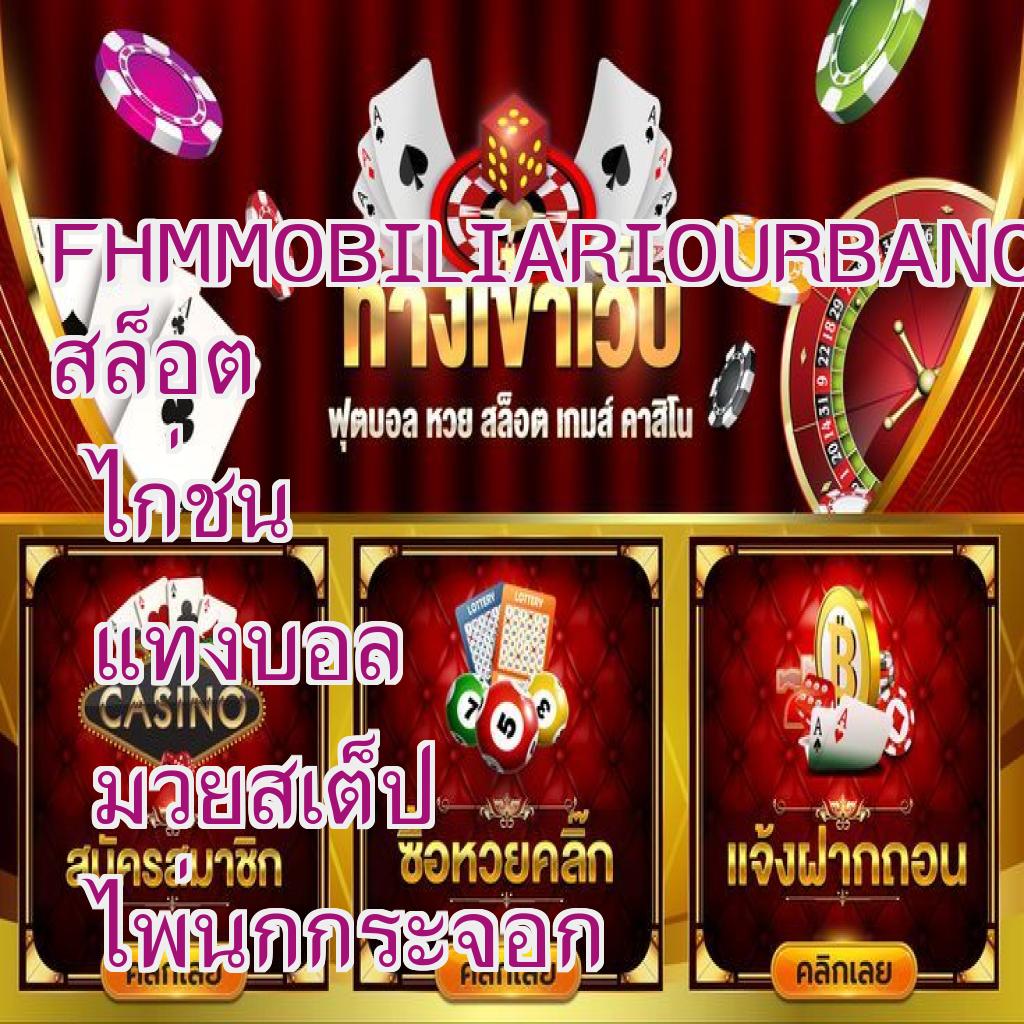 FHMMOBILIARIOURBANO
ทางเข้าเว็บ
สล็อต
ฟุตบอล หวย สล็อต เกมส์ คาสิโน
ไก่ชน
LOTTERY
LOTTERY
แทงบอล
CASINO
7
5
3
มวยสเต็ป
สมัครสมาชิก
ซื้อหวยคลิ๊ก
แจ้งฝากถอน
ไพ่นกกระจอก
คลิกเลย
คลิกเลย
คลิกเลย